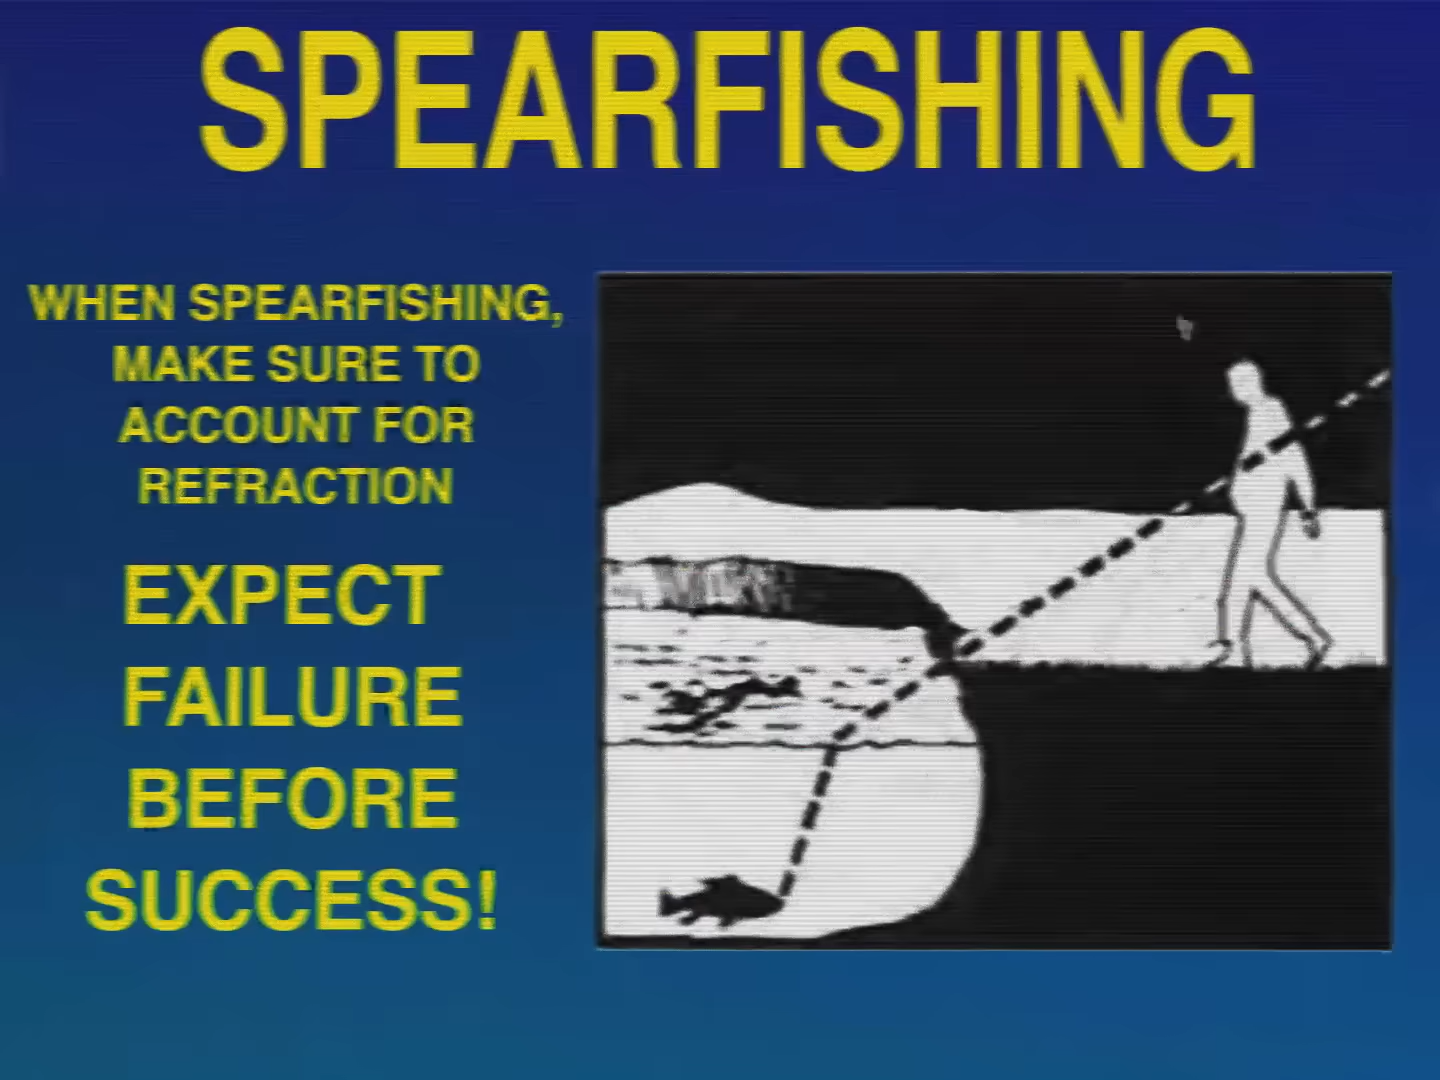 SPEARFISHING
WHEN SPEARFISHING,
MAKE SURE TO
ACCOUNT FOR
REFRACTION
EXPECT
FAILURE
BEFORE
SUCCESS!